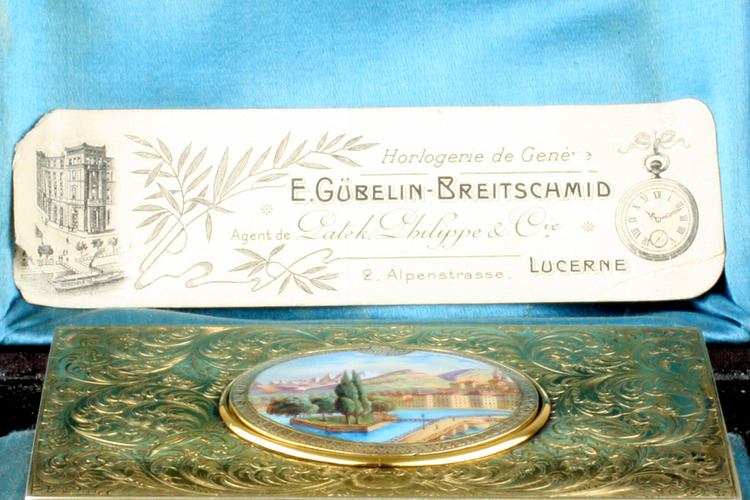 Horlogerie de Genève
E. GÜBELIN-BREITSCHMID
Agent de Patek, Philippe & Cie
2. Alpenstrasse.
LUCERNE